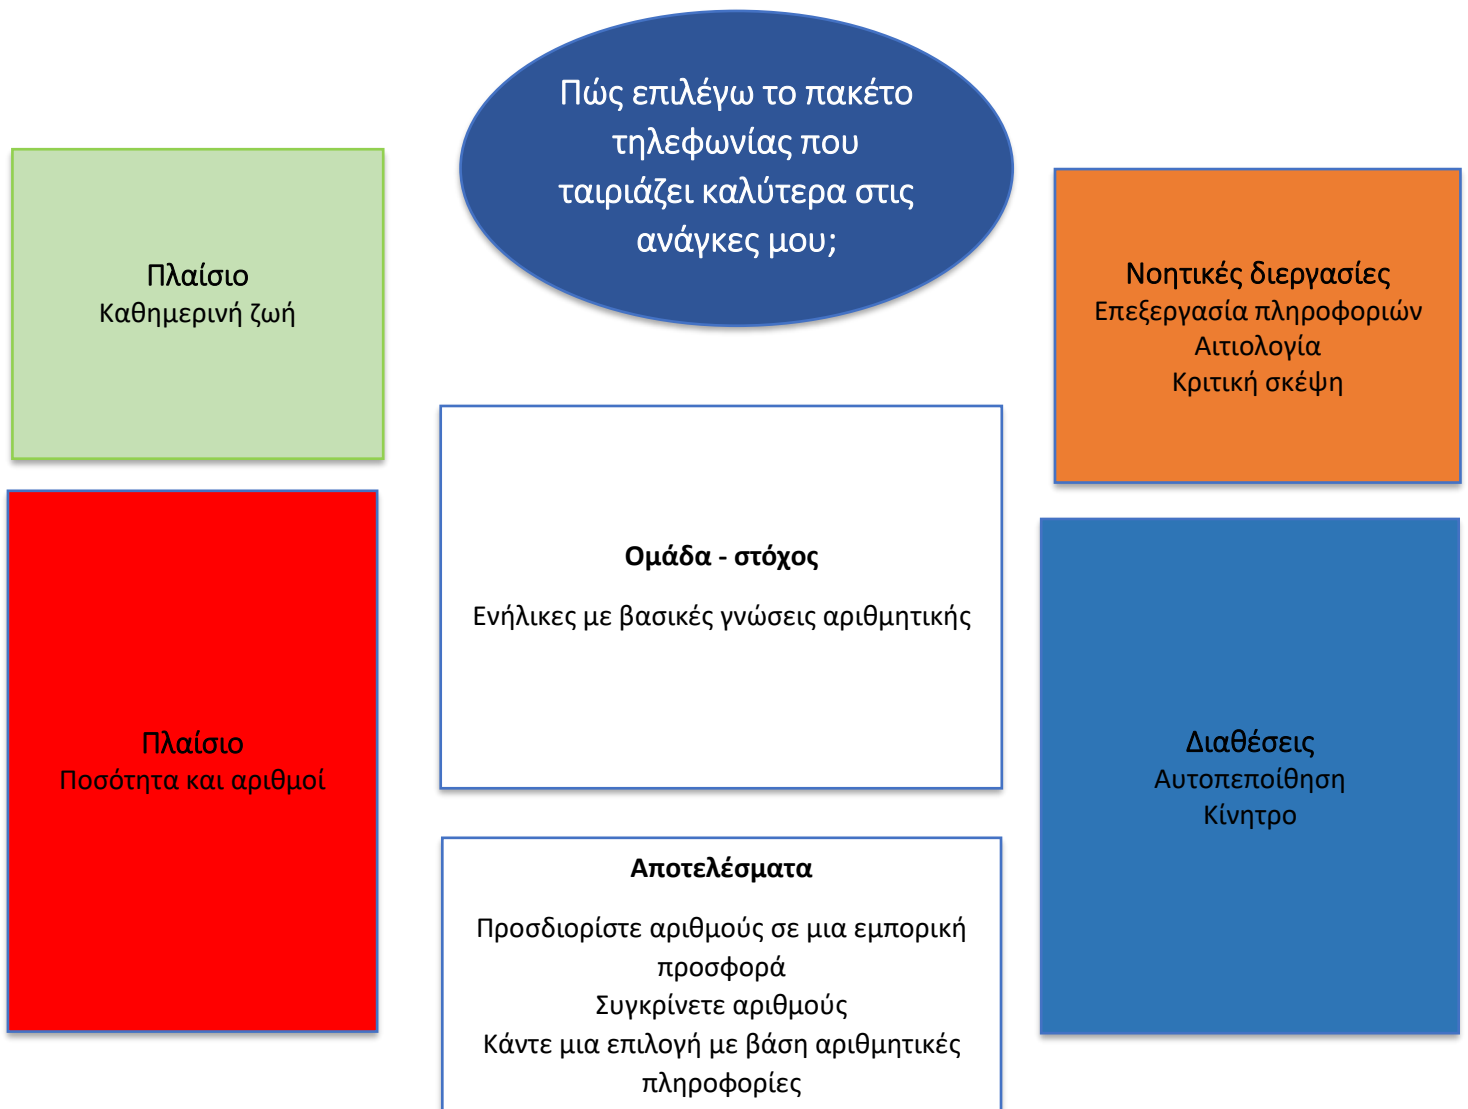 Πώς επιλέγω το πακέτο
τηλεφωνίας που
ταιριάζει καλύτερα στις
ανάγκες μου;
Πλαίσιο
Καθημερινή ζωή
Νοητικές διεργασίες
Επεξεργασία πληροφοριών
Αιτιολογία
Κριτική σκέψη
Ομάδα - στόχος
Ενήλικες με βασικές γνώσεις αριθμητικής
Πλαίσιο
Ποσότητα και αριθμοί
Διαθέσεις
Αυτοπεποίθηση
Κίνητρο
Αποτελέσματα
Προσδιορίστε αριθμούς σε μια εμπορική
προσφορά
Συγκρίνετε αριθμούς
Κάντε μια επιλογή με βάση αριθμητικές
πληροφορίες